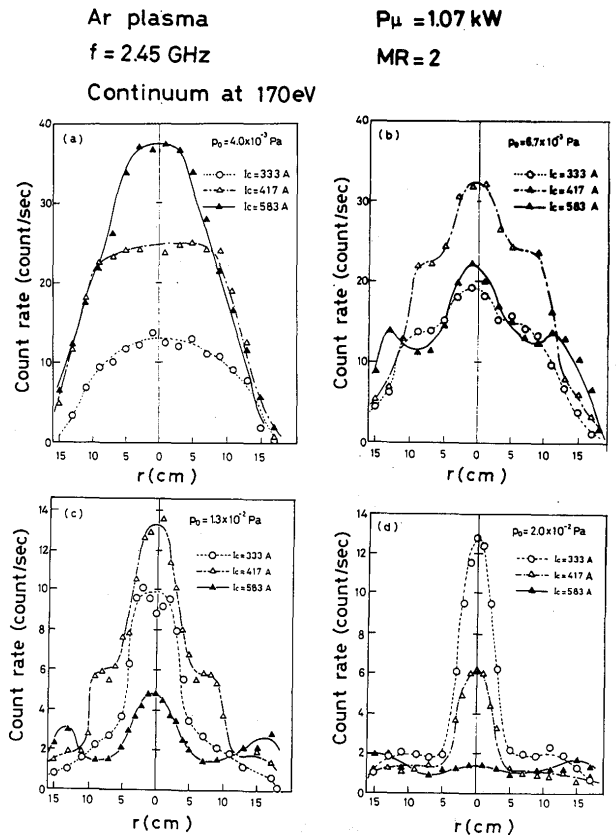 Ar plasma Pμ = 1.07 kW
f = 2.45 GHz MR = 2
Continuum at 170eV
(a) p₀=4.0×10⁻³ Pa
Ic=333 A
Ic=417 A
Ic=583 A
Count rate (count/sec)
40
30
20
10
0
15 10 5 0 5 10 15
r(cm)
(b) p₀=6.7×10⁻³ Pa
Ic=333 A
Ic=417 A
Ic=583 A
Count rate (count/sec)
30
20
10
0
15 10 5 0 5 10 15
r(cm)
(c) p₀=1.3×10⁻² Pa
Ic=333 A
Ic=417 A
Ic=583 A
Count rate (count/sec)
14
12
10
8
6
4
2
0
15 10 5 0 5 10 15
r(cm)
(d) p₀=2.0×10⁻² Pa
Ic=333 A
Ic=417 A
Ic=583 A
Count rate (count/sec)
14
12
10
8
6
4
2
0
15 10 5 0 5 10 15
r(cm)